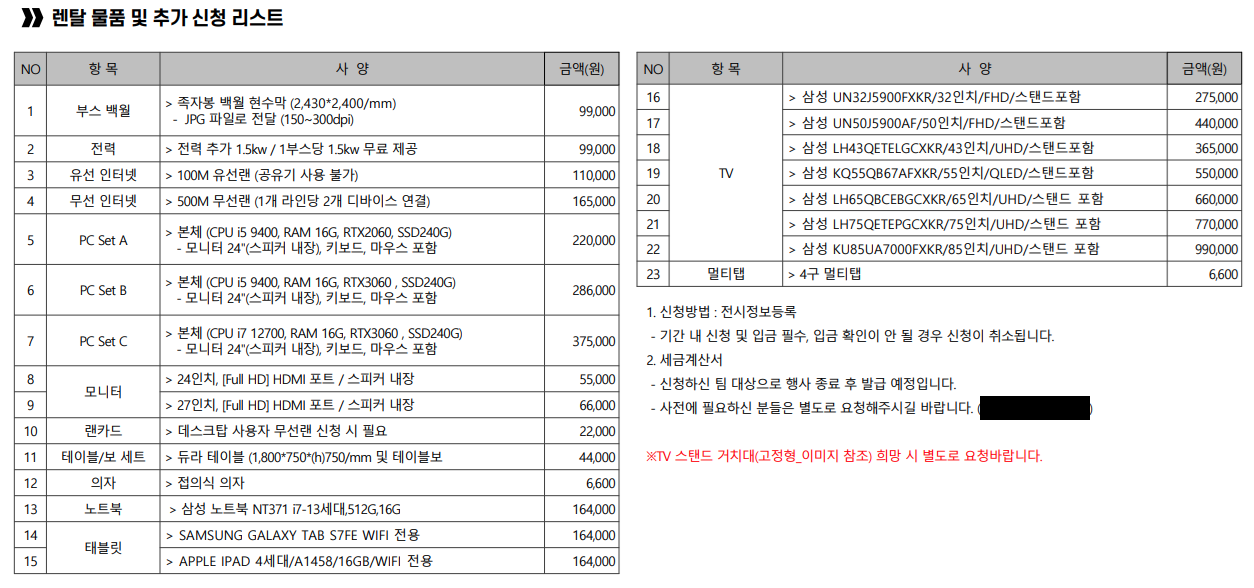 렌탈 물품 및 추가 신청 리스트
NO 항 목 사 양 금액(원)
1 부스 백월 > 족자봉 백월 현수막 (2,430*2,400/mm)
- JPG 파일로 전달 (150~300dpi) 99,000
2 전력 > 전력 추가 1.5kw / 1부스당 1.5kw 무료 제공 99,000
3 유선 인터넷 > 100M 유선랜 (공유기 사용 불가) 110,000
4 무선 인터넷 > 500M 무선랜 (1개 라인당 2개 디바이스 연결) 165,000
5 PC Set A > 본체 (CPU i5 9400, RAM 16G, RTX2060, SSD240G)
- 모니터 24"(스피커 내장), 키보드, 마우스 포함 220,000
6 PC Set B > 본체 (CPU i5 9400, RAM 16G, RTX3060 , SSD240G)
- 모니터 24"(스피커 내장), 키보드, 마우스 포함 286,000
7 PC Set C > 본체 (CPU i7 12700, RAM 16G, RTX3060 , SSD240G)
- 모니터 24"(스피커 내장), 키보드, 마우스 포함 375,000
8 모니터 > 24인치, [Full HD] HDMI 포트 / 스피커 내장 55,000
9 > 27인치, [Full HD] HDMI 포트 / 스피커 내장 66,000
10 랜카드 > 데스크탑 사용자 무선랜 신청 시 필요 22,000
11 테이블/보 세트 > 듀라 테이블 (1,800*750*(h)750/mm 및 테이블보 44,000
12 의자 > 접의식 의자 6,600
13 노트북 > 삼성 노트북 NT371 i7-13세대,512G,16G 164,000
14 태블릿 > SAMSUNG GALAXY TAB S7FE WIFI 전용 164,000
15 > APPLE IPAD 4세대/A1458/16GB/WIFI 전용 164,000
NO 항 목 사 양 금액(원)
16 TV > 삼성 UN32J5900FXKR/32인치/FHD/스탠드포함 275,000
17 > 삼성 UN50J5900AF/50인치/FHD/스탠드포함 440,000
18 > 삼성 LH43QETELGCXKR/43인치/UHD/스탠드포함 365,000
19 > 삼성 KQ55QB67AFXKR/55인치/QLED/스탠드포함 550,000
20 > 삼성 LH65QBCEBGCXKR/65인치/UHD/스탠드 포함 660,000
21 > 삼성 LH75QETEPGCXKR/75인치/UHD/스탠드 포함 770,000
22 > 삼성 KU85UA7000FXKR/85인치/UHD/스탠드 포함 990,000
23 멀티탭 > 4구 멀티탭 6,600
1. 신청방법 : 전시정보등록
- 기간 내 신청 및 입금 필수, 입금 확인이 안 될 경우 신청이 취소됩니다.
2. 세금계산서
- 신청하신 팀 대상으로 행사 종료 후 발급 예정입니다.
- 사전에 필요하신 분들은 별도로 요청해주시길 바랍니다. ( )
※TV 스탠드 거치대(고정형_이미지 참조) 희망 시 별도로 요청바랍니다.